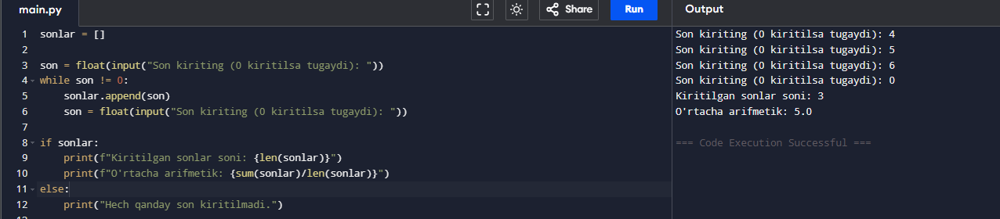 main.py
Share
Run
Output
1 sonlar = []
2
3 son = float(input("Son kiriting (0 kiritilsa tugaydi): "))
4 while son != 0:
5     sonlar.append(son)
6     son = float(input("Son kiriting (0 kiritilsa tugaydi): "))
7
8 if sonlar:
9     print(f"Kiritilgan sonlar soni: {len(sonlar)}")
10     print(f"O'rtacha arifmetik: {sum(sonlar)/len(sonlar)}")
11 else:
12     print("Hech qanday son kiritilmadi.")
Son kiriting (0 kiritilsa tugaydi): 4
Son kiriting (0 kiritilsa tugaydi): 5
Son kiriting (0 kiritilsa tugaydi): 6
Son kiriting (0 kiritilsa tugaydi): 0
Kiritilgan sonlar soni: 3
O'rtacha arifmetik: 5.0
=== Code Execution Successful ===